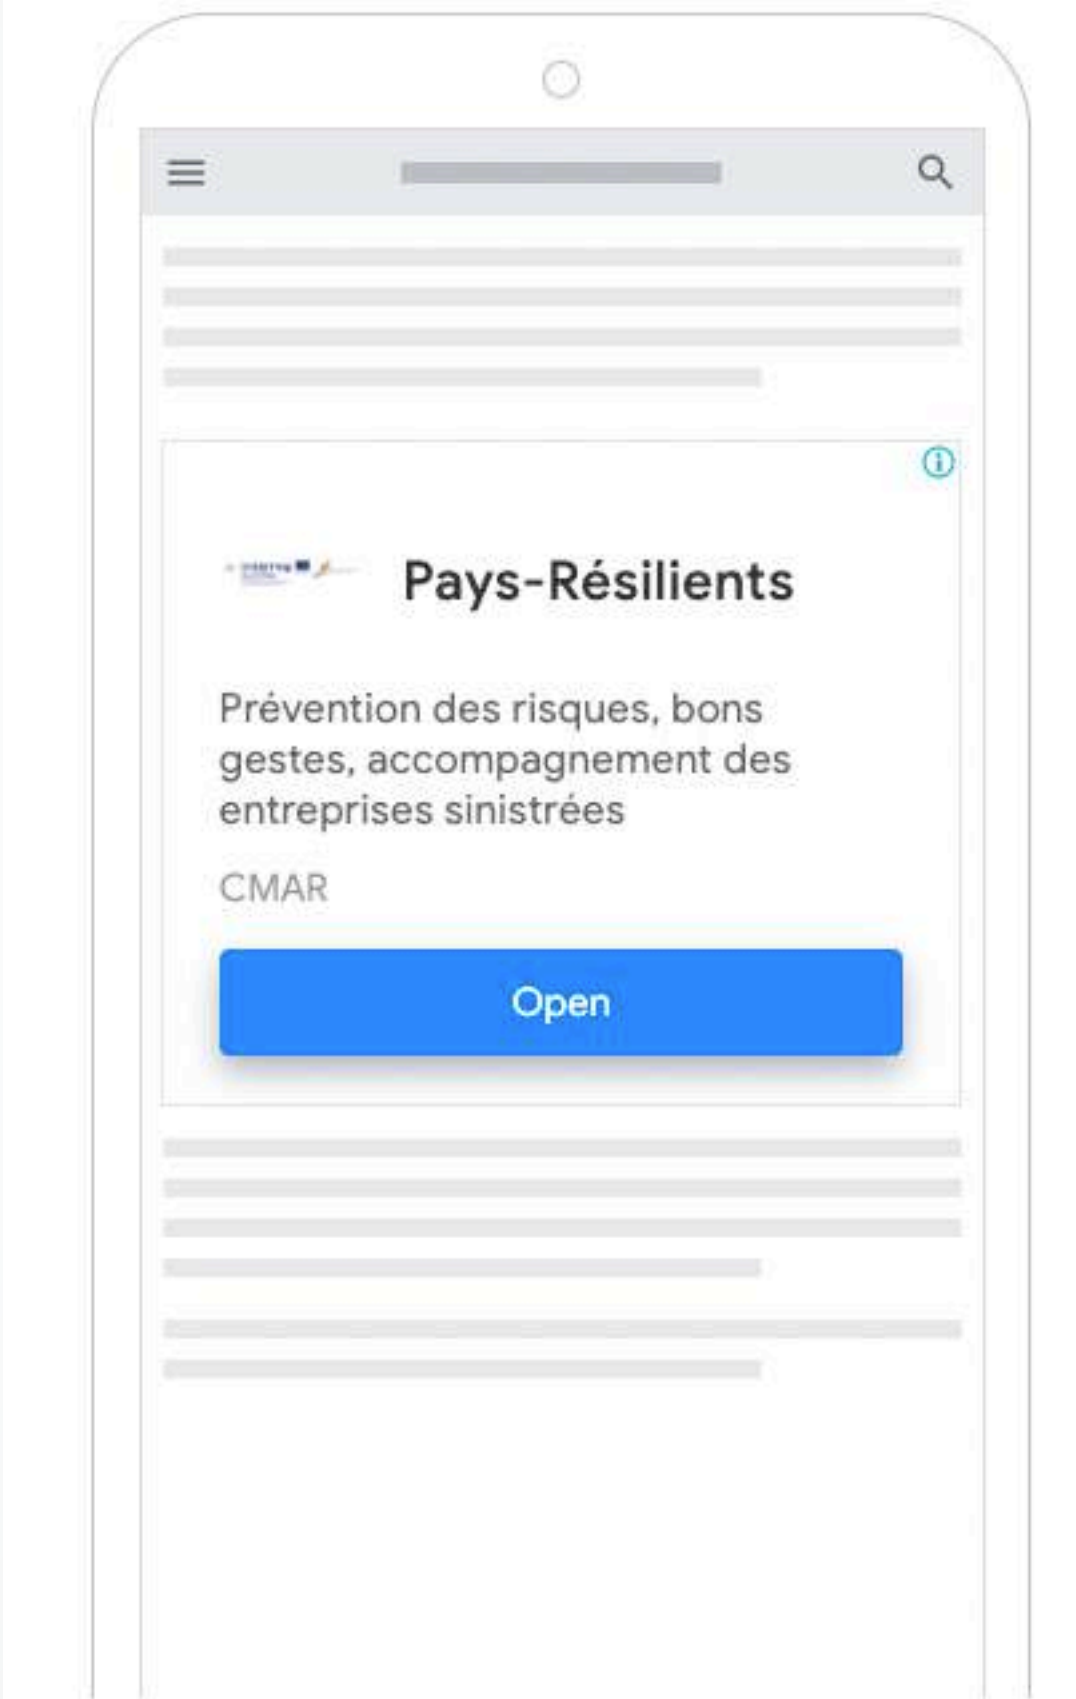 Pays-Résilients
Prévention des risques, bons
gestes, accompagnement des
entreprises sinistrées
CMAR
Open